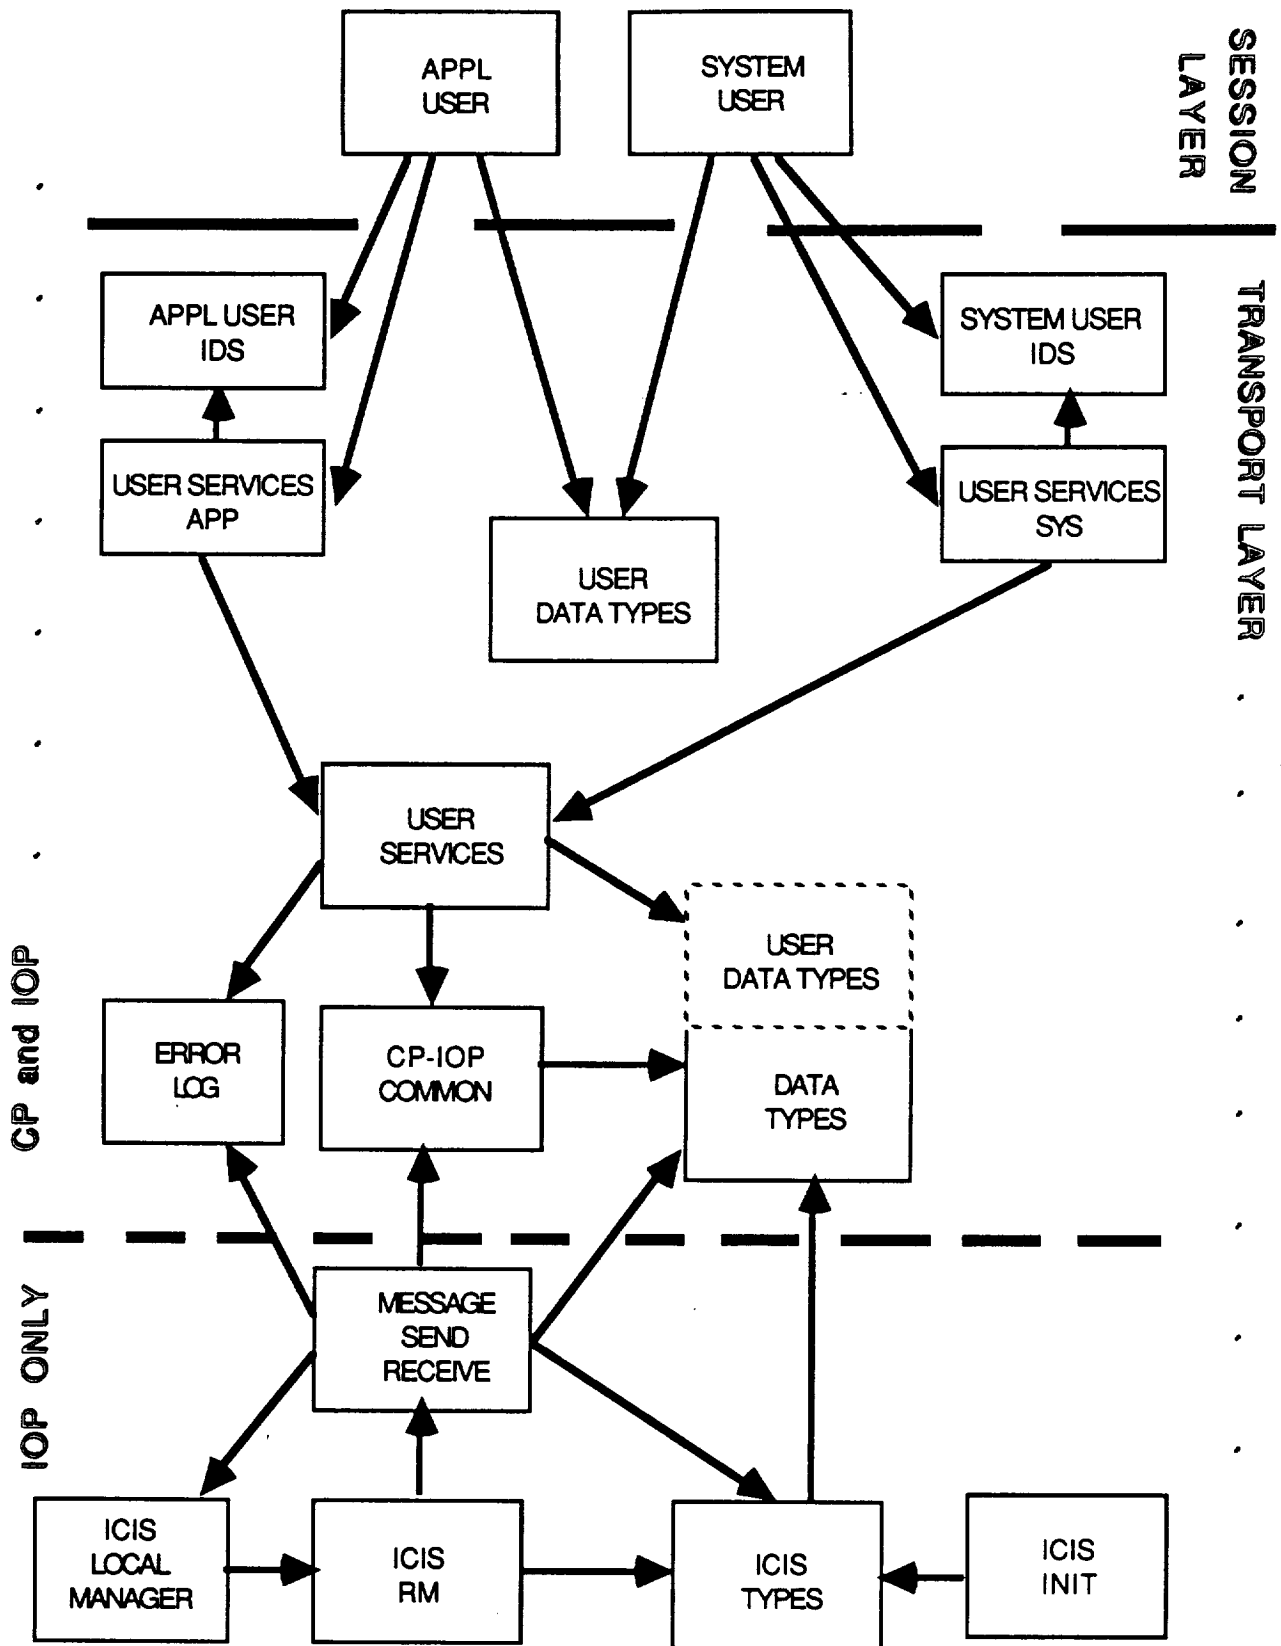 APPL
USER
SYSTEM
USER
SESSION
LAYER
APPL USER
IDS
SYSTEM USER
IDS
TRANSPORT LAYER
USER SERVICES
APP
USER SERVICES
SYS
USER
DATA TYPES
USER
SERVICES
USER
DATA TYPES
CP and IOP
ERROR
LOG
CP-IOP
COMMON
DATA
TYPES
IOP ONLY
MESSAGE
SEND
RECEIVE
ICIS
LOCAL
MANAGER
ICIS
RM
ICIS
TYPES
ICIS
INIT